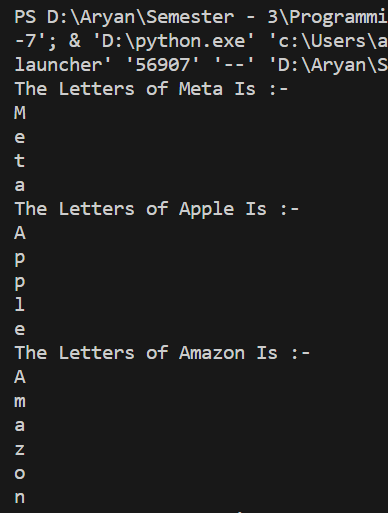 PS D:\Aryan\Semester - 3\Programmi
-7'; & 'D:\python.exe' 'c:\Users\a
launcher' '56907' '--' 'D:\Aryan\S
The Letters of Meta Is :-
M
e
t
a
The Letters of Apple Is :-
A
p
p
l
e
The Letters of Amazon Is :-
A
m
a
z
o
n